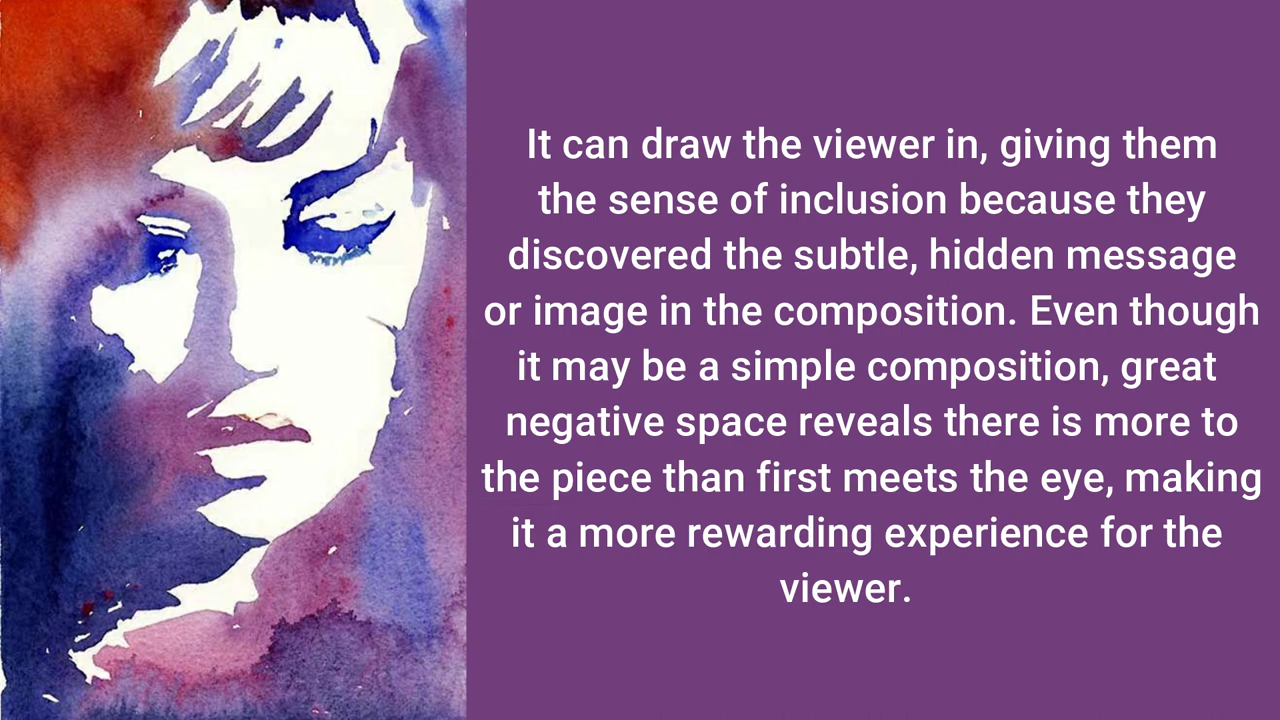 It can draw the viewer in, giving them
the sense of inclusion because they
discovered the subtle, hidden message
or image in the composition. Even though
it may be a simple composition, great
negative space reveals there is more to
the piece than first meets the eye, making
it a more rewarding experience for the
viewer.